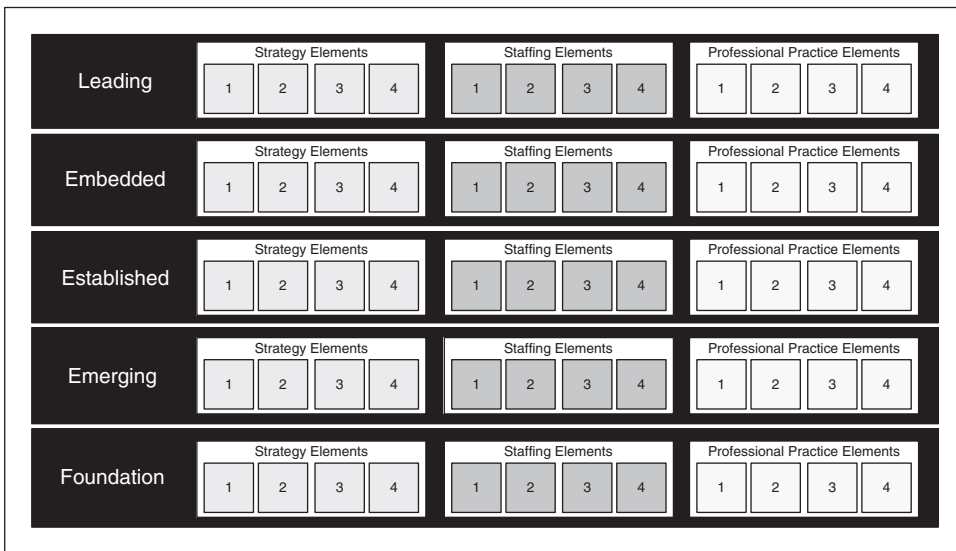 Strategy Elements Staffing Elements Professional Practice Elements
Leading 1 2 3 4 1 2 3 4 1 2 3 4
Strategy Elements Staffing Elements Professional Practice Elements
Embedded 1 2 3 4 1 2 3 4 1 2 3 4
Strategy Elements Staffing Elements Professional Practice Elements
Established 1 2 3 4 1 2 3 4 1 2 3 4
Strategy Elements Staffing Elements Professional Practice Elements
Emerging 1 2 3 4 1 2 3 4 1 2 3 4
Strategy Elements Staffing Elements Professional Practice Elements
Foundation 1 2 3 4 1 2 3 4 1 2 3 4